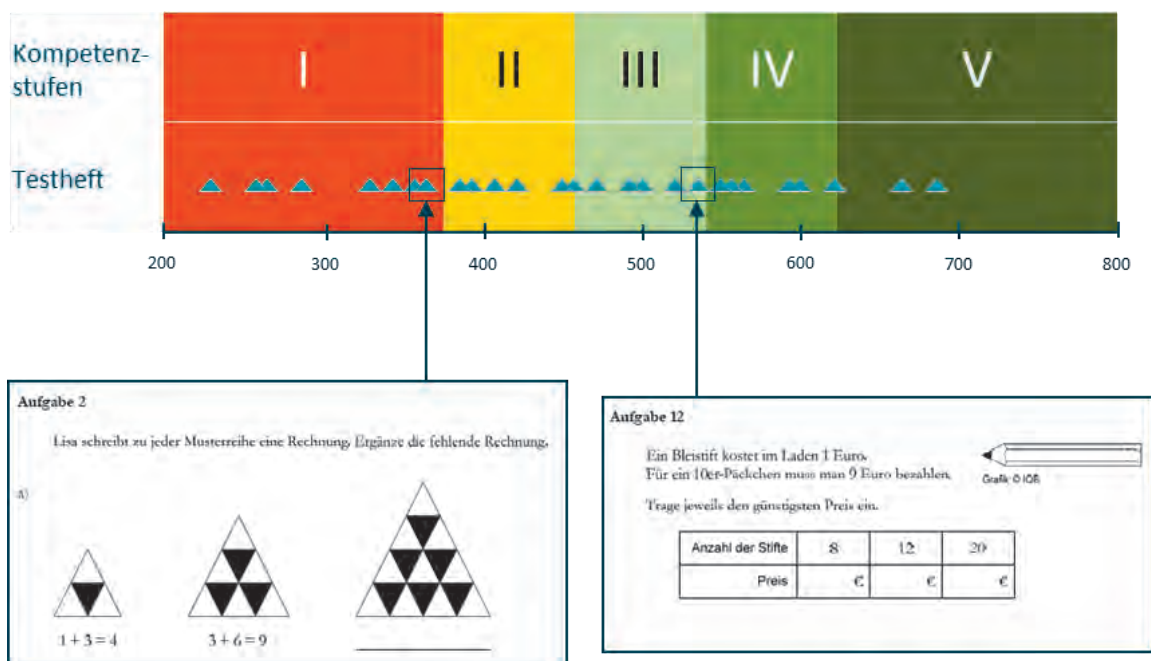 Kompetenz-
stufen
I II III IV V
Testheft
200 300 400 500 600 700 800
Aufgabe 2
Lisa schreibt zu jeder Musterreihe eine Rechnung. Ergänze die fehlende Rechnung.
a)
1 + 3 = 4 3 + 6 = 9
Aufgabe 12
Ein Bleistift kostet im Laden 1 Euro.
Für ein 10er-Päckchen muss man 9 Euro bezahlen.
Grafik: © IQB
Trage jeweils den günstigsten Preis ein.
Anzahl der Stifte 8 12 20
Preis € € €